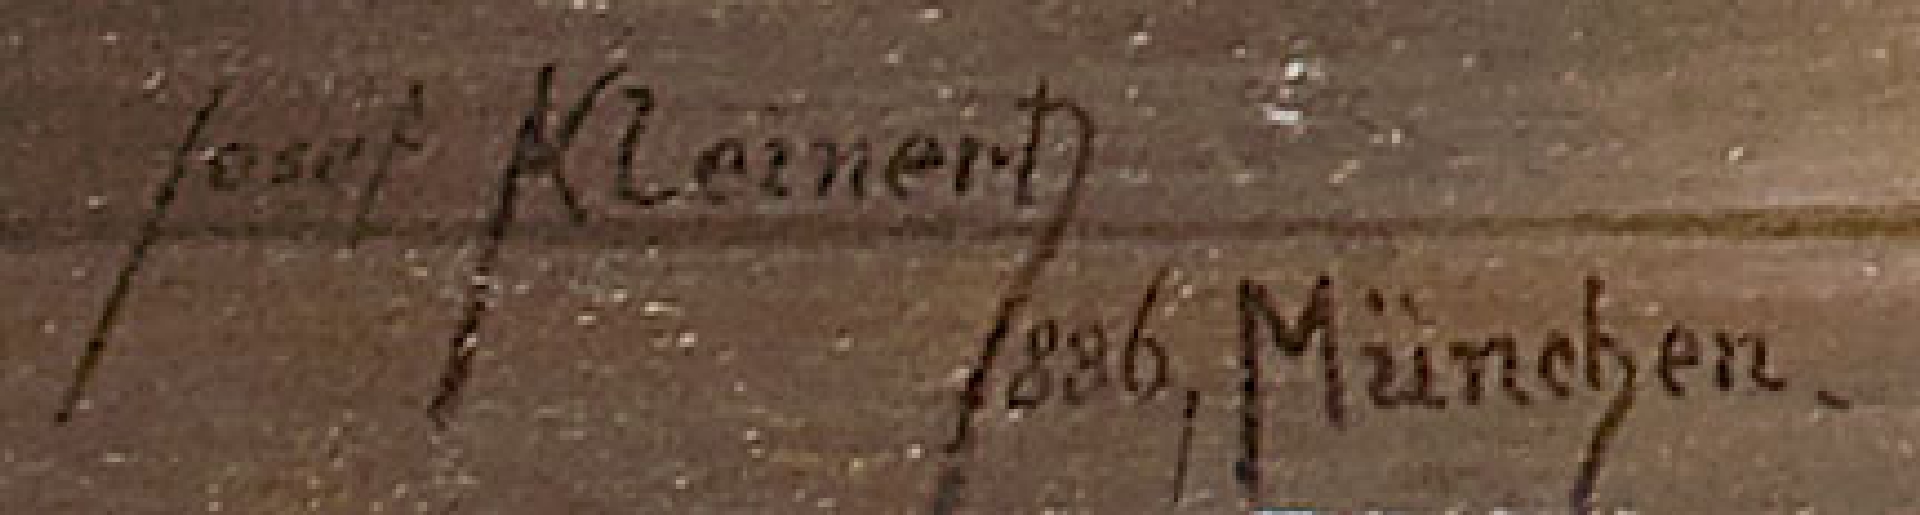 Josef Kleinert
1886, München.